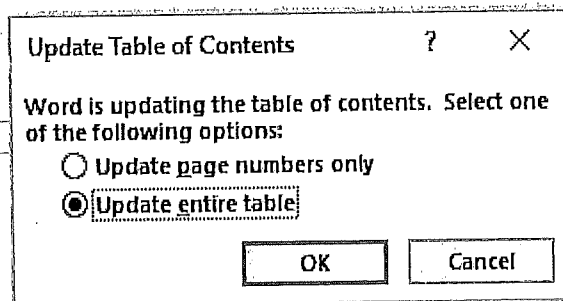 Update Table of Contents ? ×
Word is updating the table of contents. Select one
of the following options:
Update page numbers only
Update entire table
OK Cancel